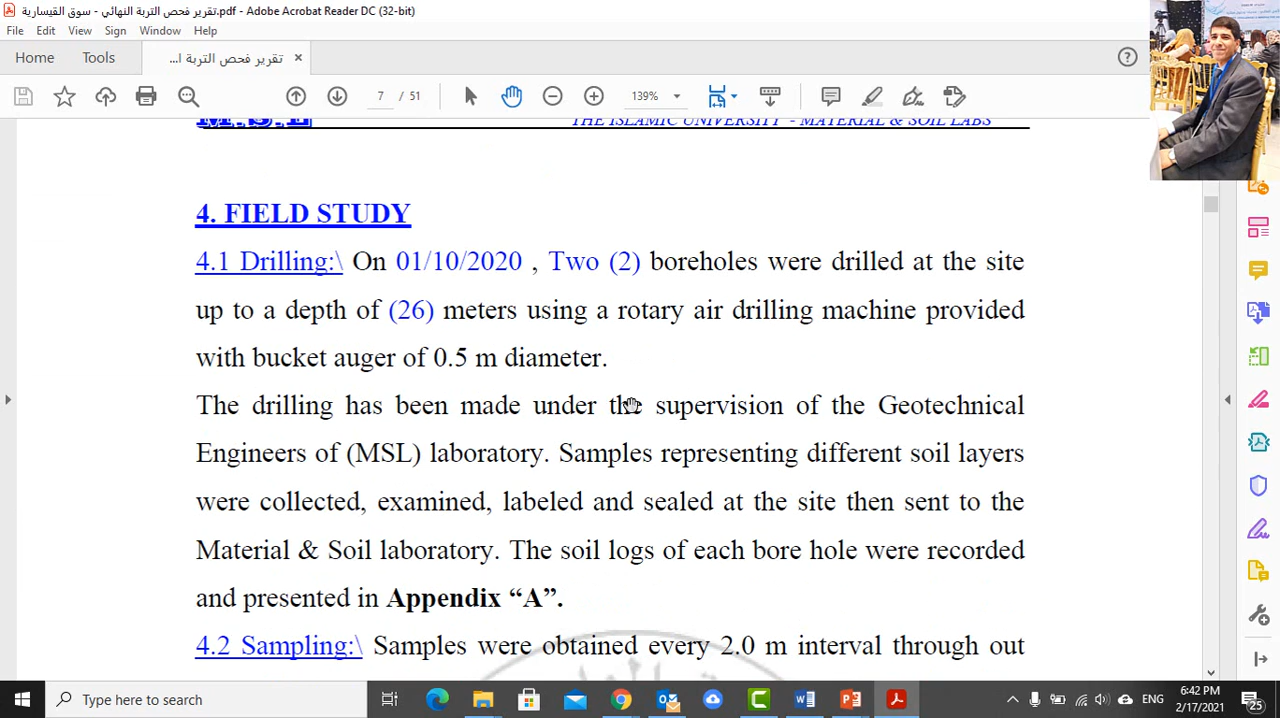 تقرير فحص التربة النهائي - سوق القيسارية.pdf - Adobe Acrobat Reader DC (32-bit)
File Edit View Sign Window Help
Home Tools تقرير فحص التربة ا... ×
7 / 51 139%
M.S.L THE ISLAMIC UNIVERSITY - MATERIAL & SOIL LABS
4. FIELD STUDY
4.1 Drilling:\ On 01/10/2020 , Two (2) boreholes were drilled at the site
up to a depth of (26) meters using a rotary air drilling machine provided
with bucket auger of 0.5 m diameter.
The drilling has been made under the supervision of the Geotechnical
Engineers of (MSL) laboratory. Samples representing different soil layers
were collected, examined, labeled and sealed at the site then sent to the
Material & Soil laboratory. The soil logs of each bore hole were recorded
and presented in Appendix “A”.
4.2 Sampling:\ Samples were obtained every 2.0 m interval through out
Type here to search
ENG
6:42 PM
2/17/2021
25